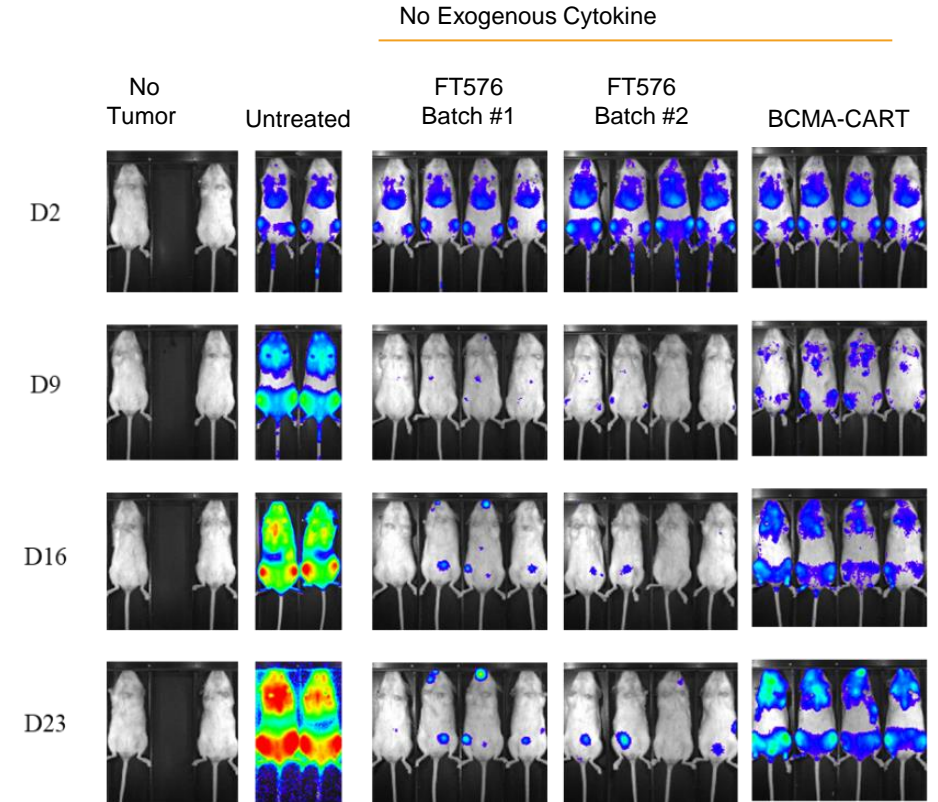 No Exogenous Cytokine
No
Tumor
Untreated
FT576
Batch #1
FT576
Batch #2
BCMA-CART
D2
D9
D16
D23